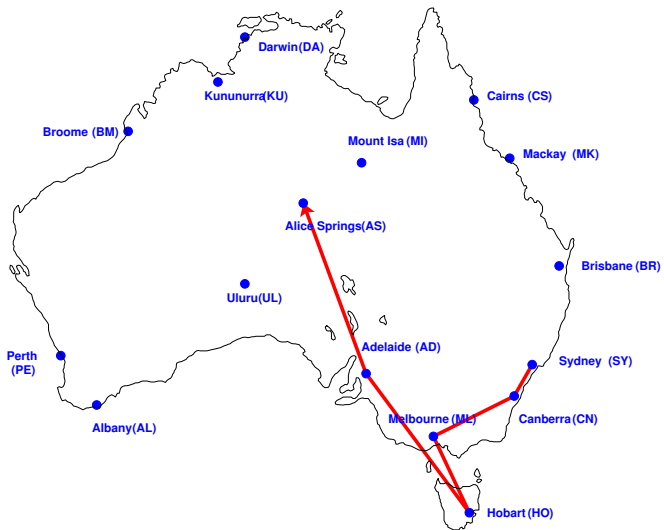 Darwin(DA)
Kununurra(KU)
Cairns (CS)
Broome (BM)
Mount Isa (MI)
Mackay (MK)
Alice Springs(AS)
Brisbane (BR)
Uluru(UL)
Adelaide (AD)
Perth
(PE)
Sydney (SY)
Albany(AL)
Melbourne (ML)
Canberra(CN)
Hobart (HO)